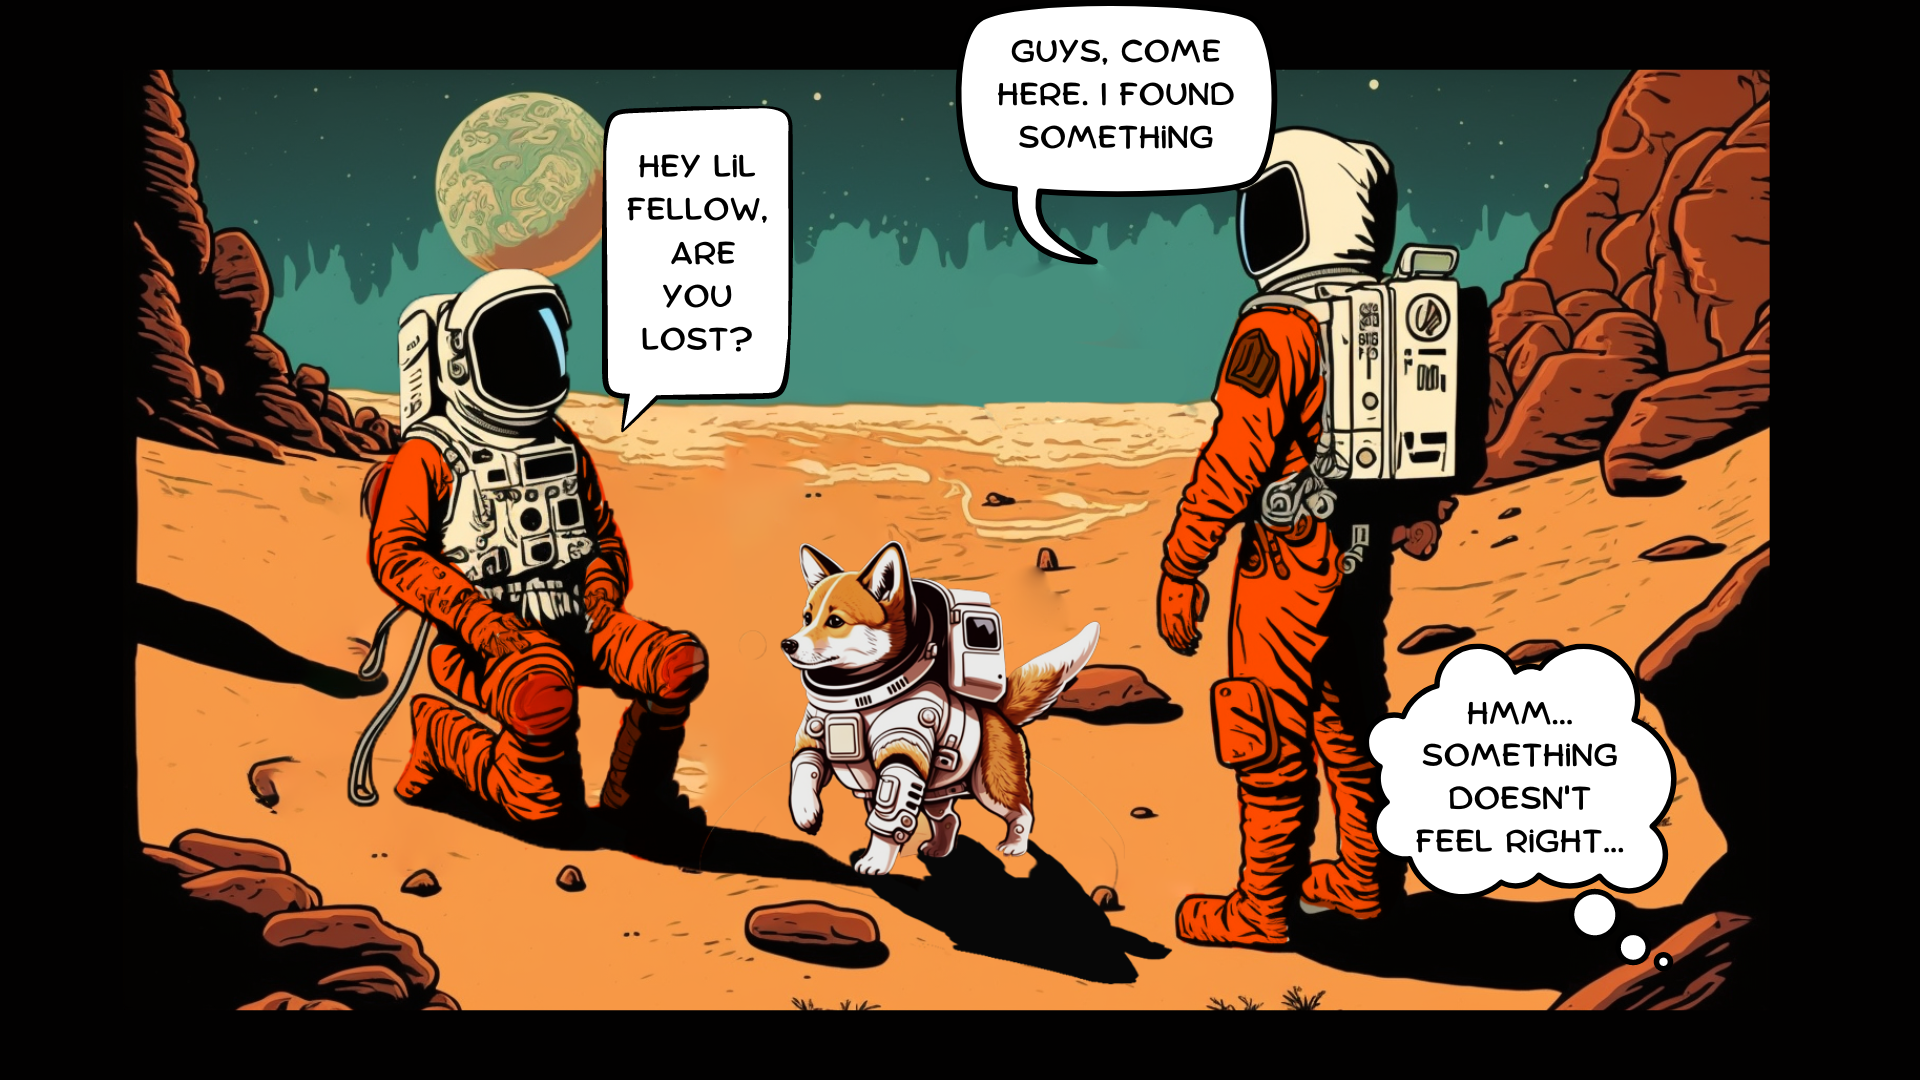 HEY LIL
FELLOW,
ARE
YOU
LOST?
GUYS, COME
HERE. I FOUND
SOMETHING
HMM...
SOMETHING
DOESN'T
FEEL RIGHT...